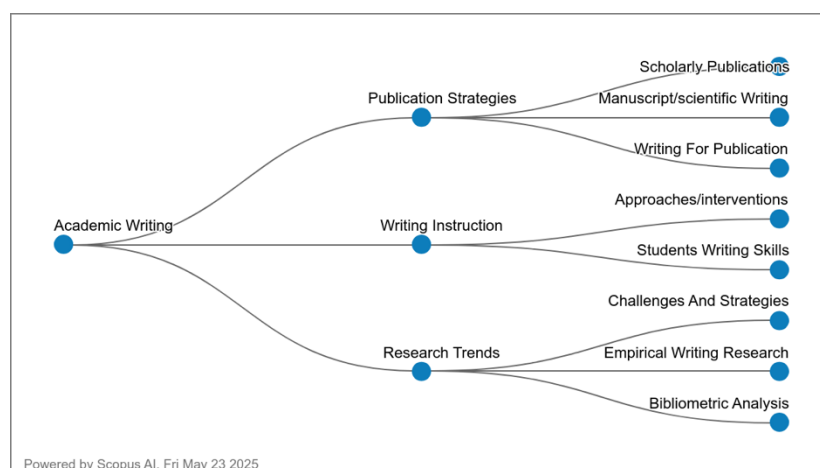 Scholarly Publications
Publication Strategies
Manuscript/scientific Writing
Writing For Publication
Approaches/interventions
Academic Writing
Writing Instruction
Students Writing Skills
Challenges And Strategies
Research Trends
Empirical Writing Research
Bibliometric Analysis
Powered by Scopus AI, Fri May 23 2025